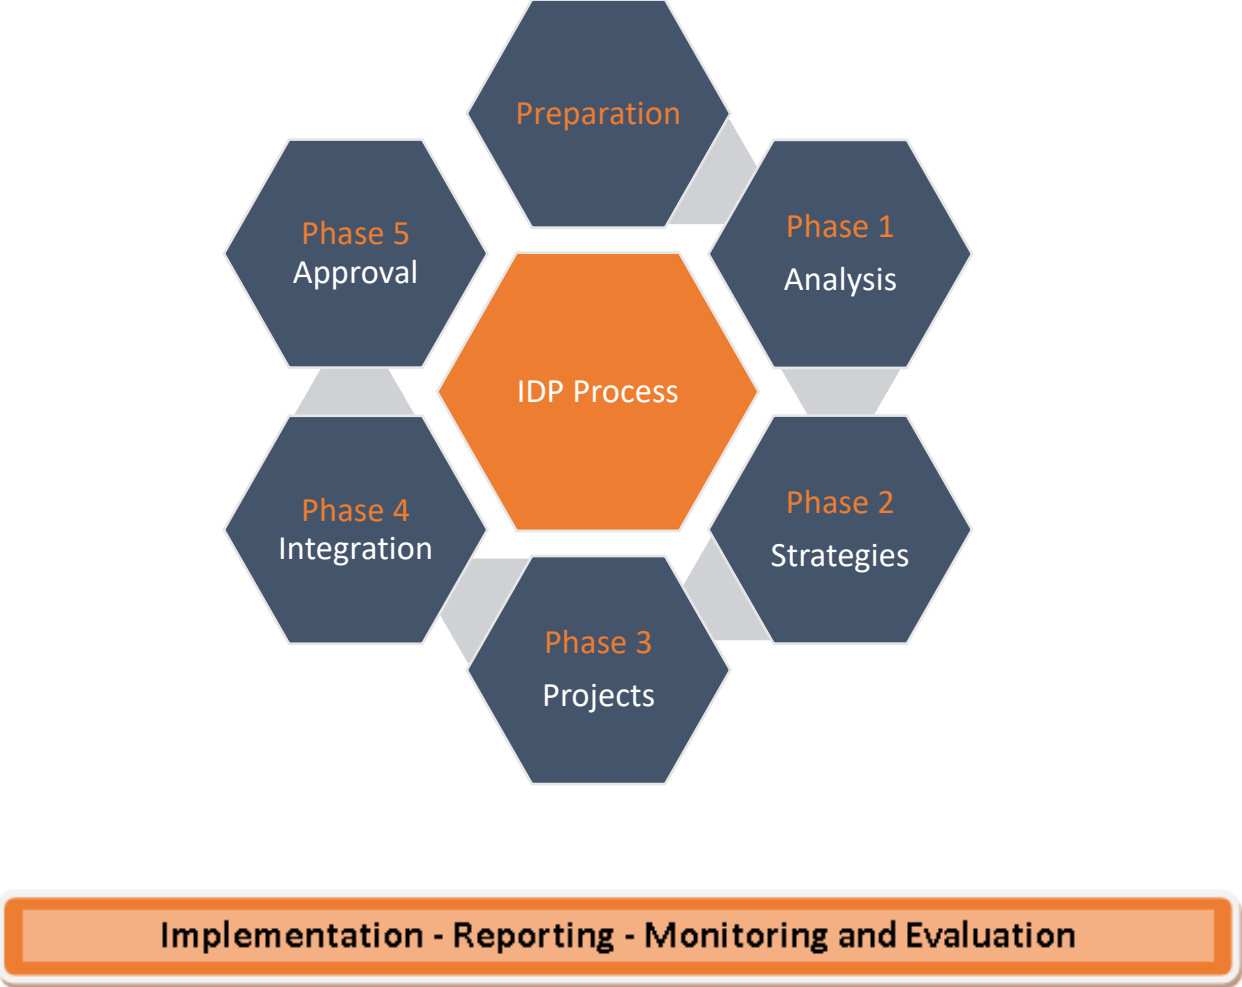 Preparation
Phase 1
Analysis
Phase 2
Strategies
Phase 3
Projects
Phase 4
Integration
Phase 5
Approval
IDP Process
Implementation - Reporting - Monitoring and Evaluation